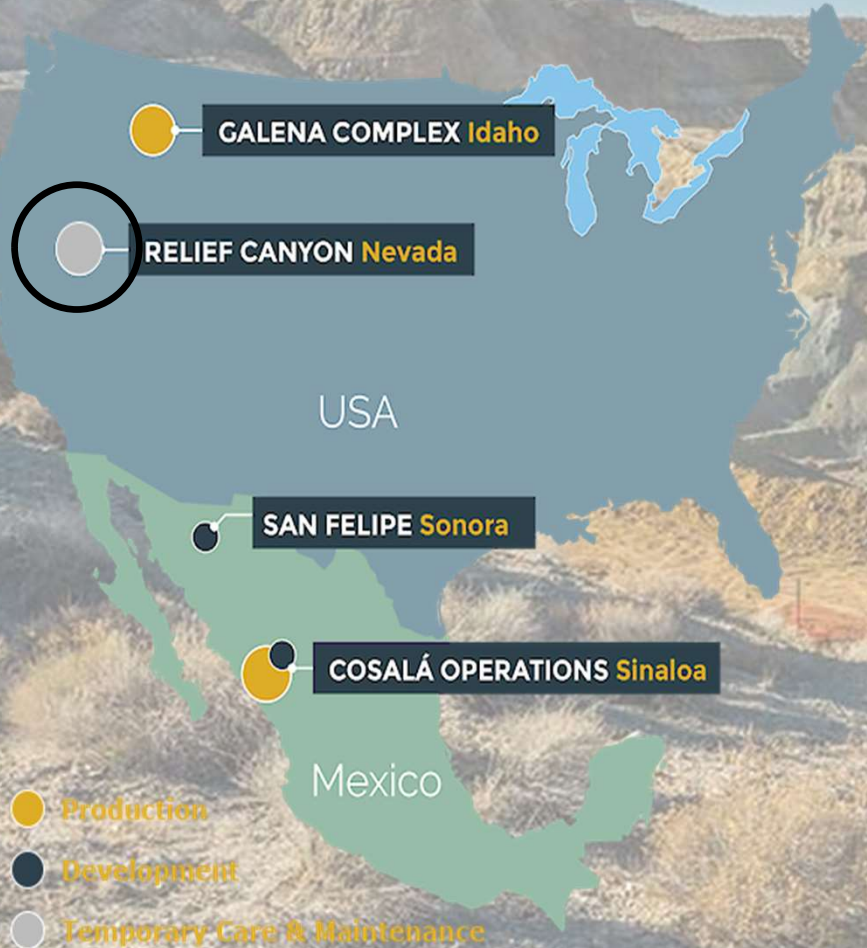 GALENA COMPLEX Idaho
RELIEF CANYON Nevada
USA
SAN FELIPE Sonora
COSALÁ OPERATIONS Sinaloa
Mexico
Production
Development
Temporary Care & Maintenance